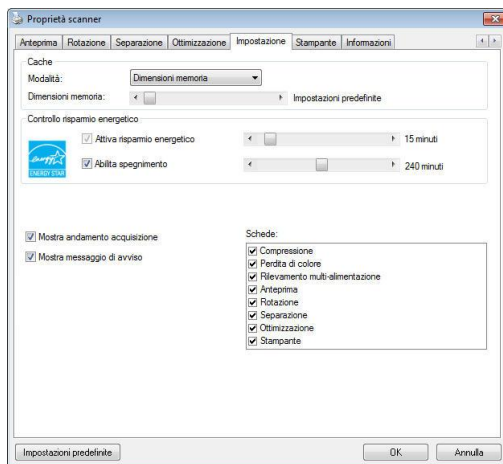 Proprietà scanner
Anteprima Rotazione Separazione Ottimizzazione Impostazione Stampante Informazioni
Cache
Modalità: Dimensioni memoria
Dimensioni memoria: Impostazioni predefinite
Controllo risparmio energetico
Attiva risparmio energetico 15 minuti
energy
ENERGY STAR
Abilita spegnimento 240 minuti
Mostra andamento acquisizione
Mostra messaggio di avviso
Schede:
Compressione
Perdita di colore
Rilevamento multi-alimentazione
Anteprima
Rotazione
Separazione
Ottimizzazione
Stampante
Impostazioni predefinite OK Annulla